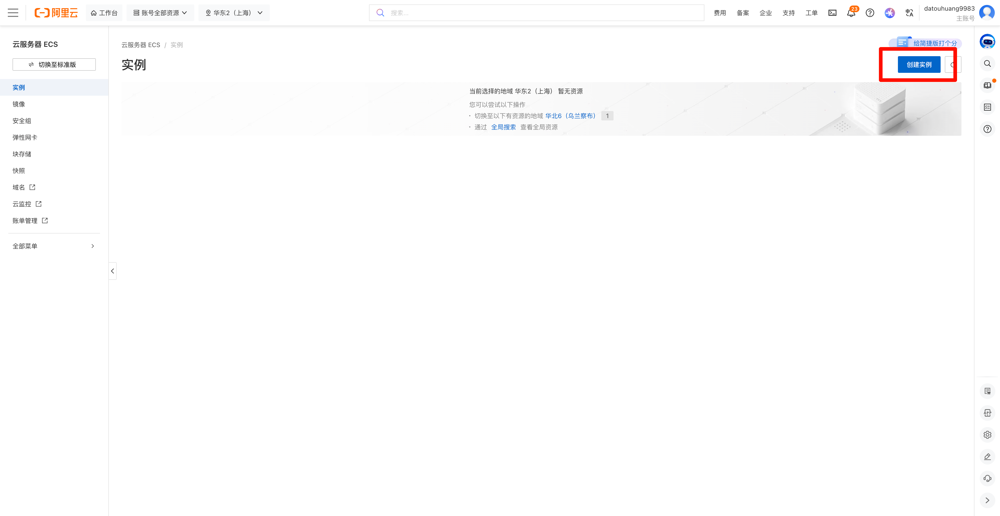 阿里云
工作台
账号全部资源
华东2（上海）
搜索...
费用
备案
企业
支持
工单
23
datouhuang9983
主账号
云服务器 ECS
切换至标准版
实例
镜像
安全组
弹性网卡
块存储
快照
域名
云监控
账单管理
全部菜单
云服务器 ECS / 实例
给简捷版打个分
实例
创建实例
当前选择的地域 华东2（上海） 暂无资源
您可以尝试以下操作
· 切换至以下有资源的地域 华北6（乌兰察布） 1
· 通过 全局搜索 查看全局资源
APP